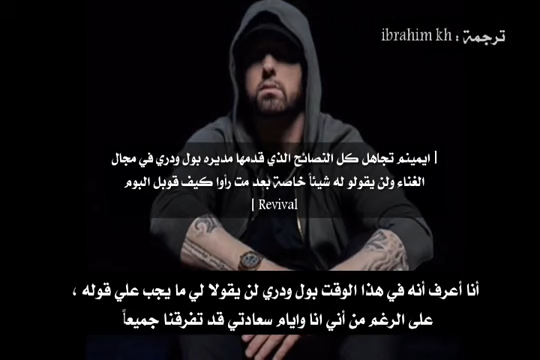 ترجمة : ibrahim kh
| ايمينم تجاهل كل النصائح الذي قدمها مديره بول ودري في مجال
الغناء ولن يقولو له شيئاً خاصة بعد مت رأوا كيف قوبل البوم
| Revival
أنا أعرف أنه في هذا الوقت بول ودري لن يقولا لي ما يجب علي قوله ،
على الرغم من أني انا وايام سعادتي قد تفرقنا جميعاً